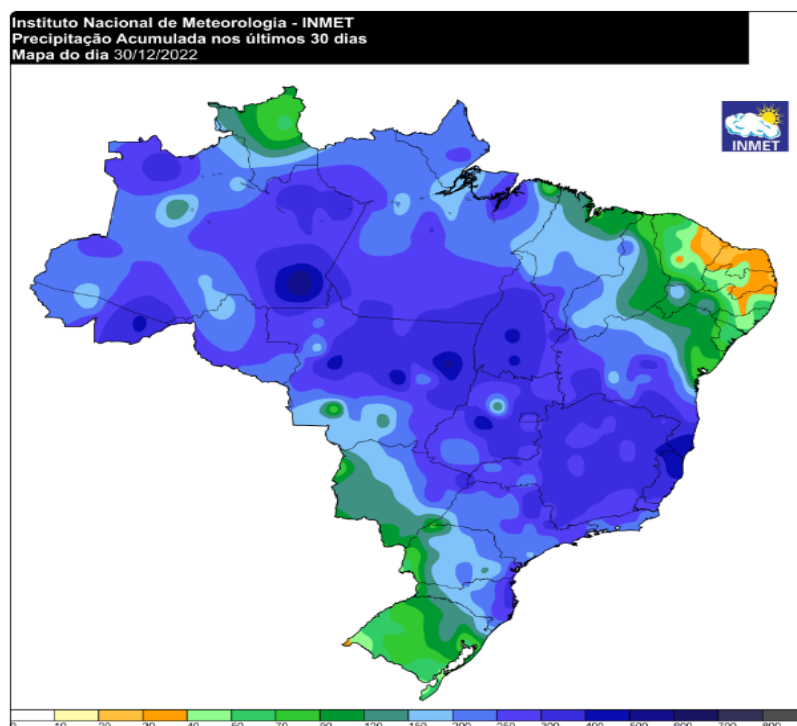 Instituto Nacional de Meteorologia - INMET
Precipitação Acumulada nos últimos 30 dias
Mapa do dia 30/12/2022
INMET
0 10 20 30 40 50 70 90 120 150 200 250 300 400 500 600 700 800